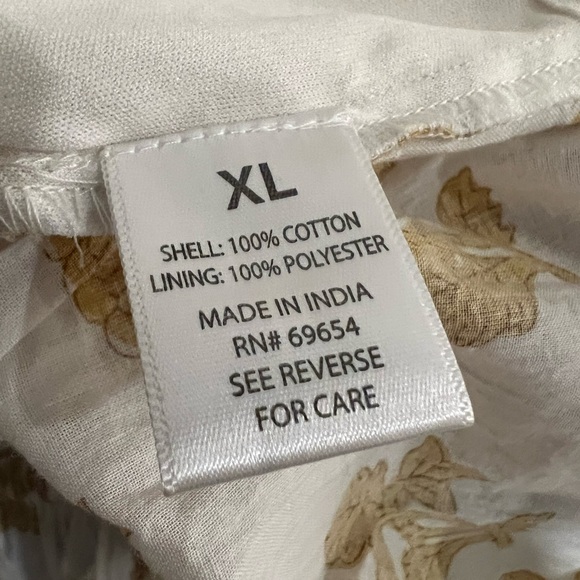 XL
SHELL: 100% COTTON
LINING: 100% POLYESTER
MADE IN INDIA
RN# 69654
SEE REVERSE
FOR CARE